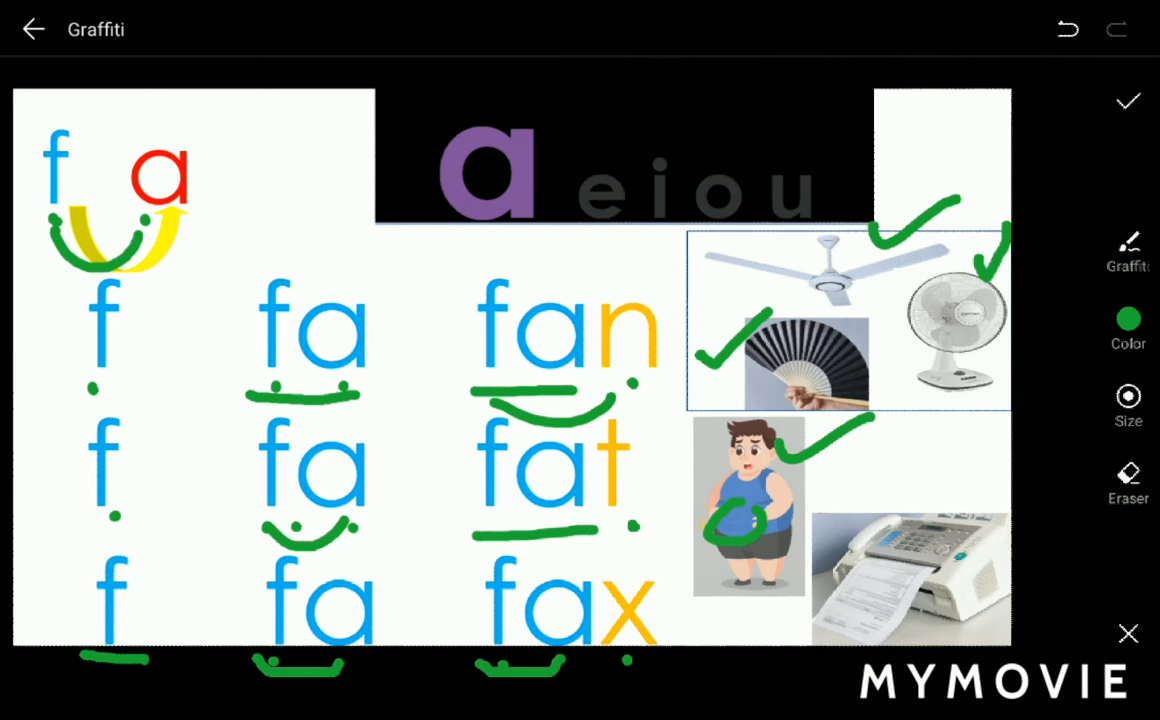 Graffiti
f a
a e i o u
f fa fan
f fa fat
f fa fax
Graffiti
Color
Size
Eraser
MYMOVIE